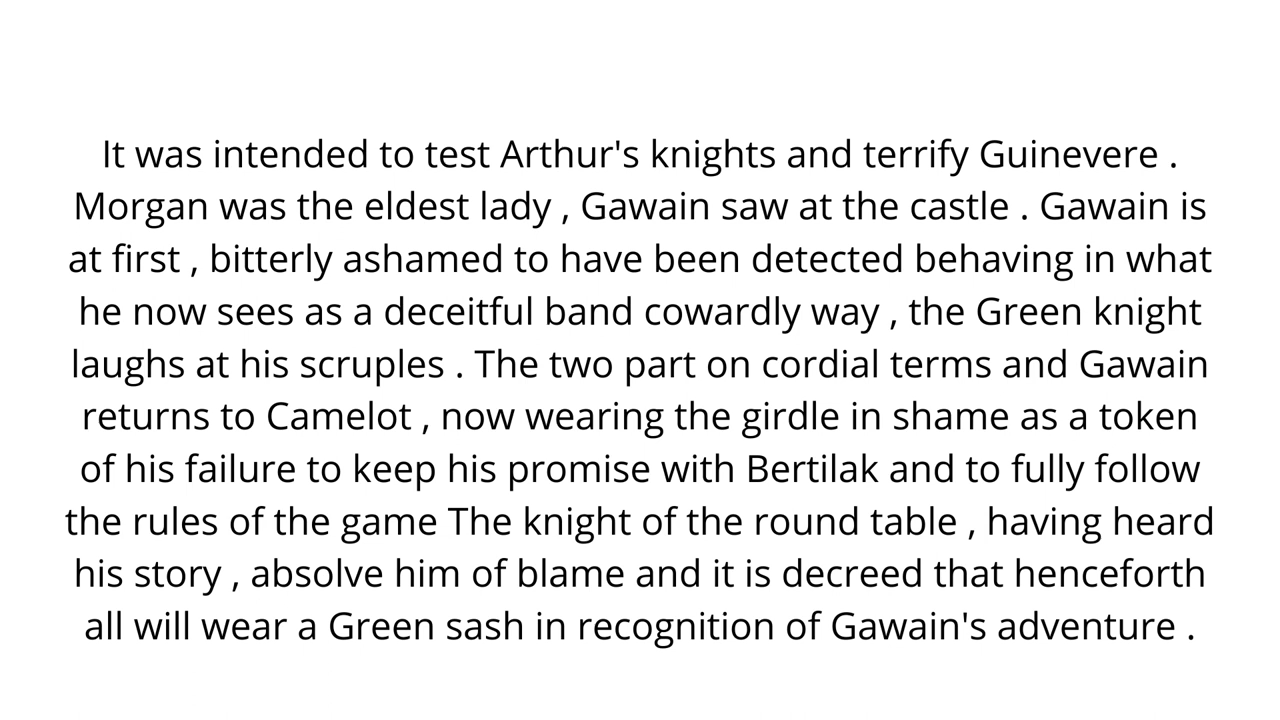 It was intended to test Arthur's knights and terrify Guinevere .
Morgan was the eldest lady , Gawain saw at the castle . Gawain is
at first , bitterly ashamed to have been detected behaving in what
he now sees as a deceitful band cowardly way , the Green knight
laughs at his scruples . The two part on cordial terms and Gawain
returns to Camelot , now wearing the girdle in shame as a token
of his failure to keep his promise with Bertilak and to fully follow
the rules of the game The knight of the round table , having heard
his story , absolve him of blame and it is decreed that henceforth
all will wear a Green sash in recognition of Gawain's adventure .